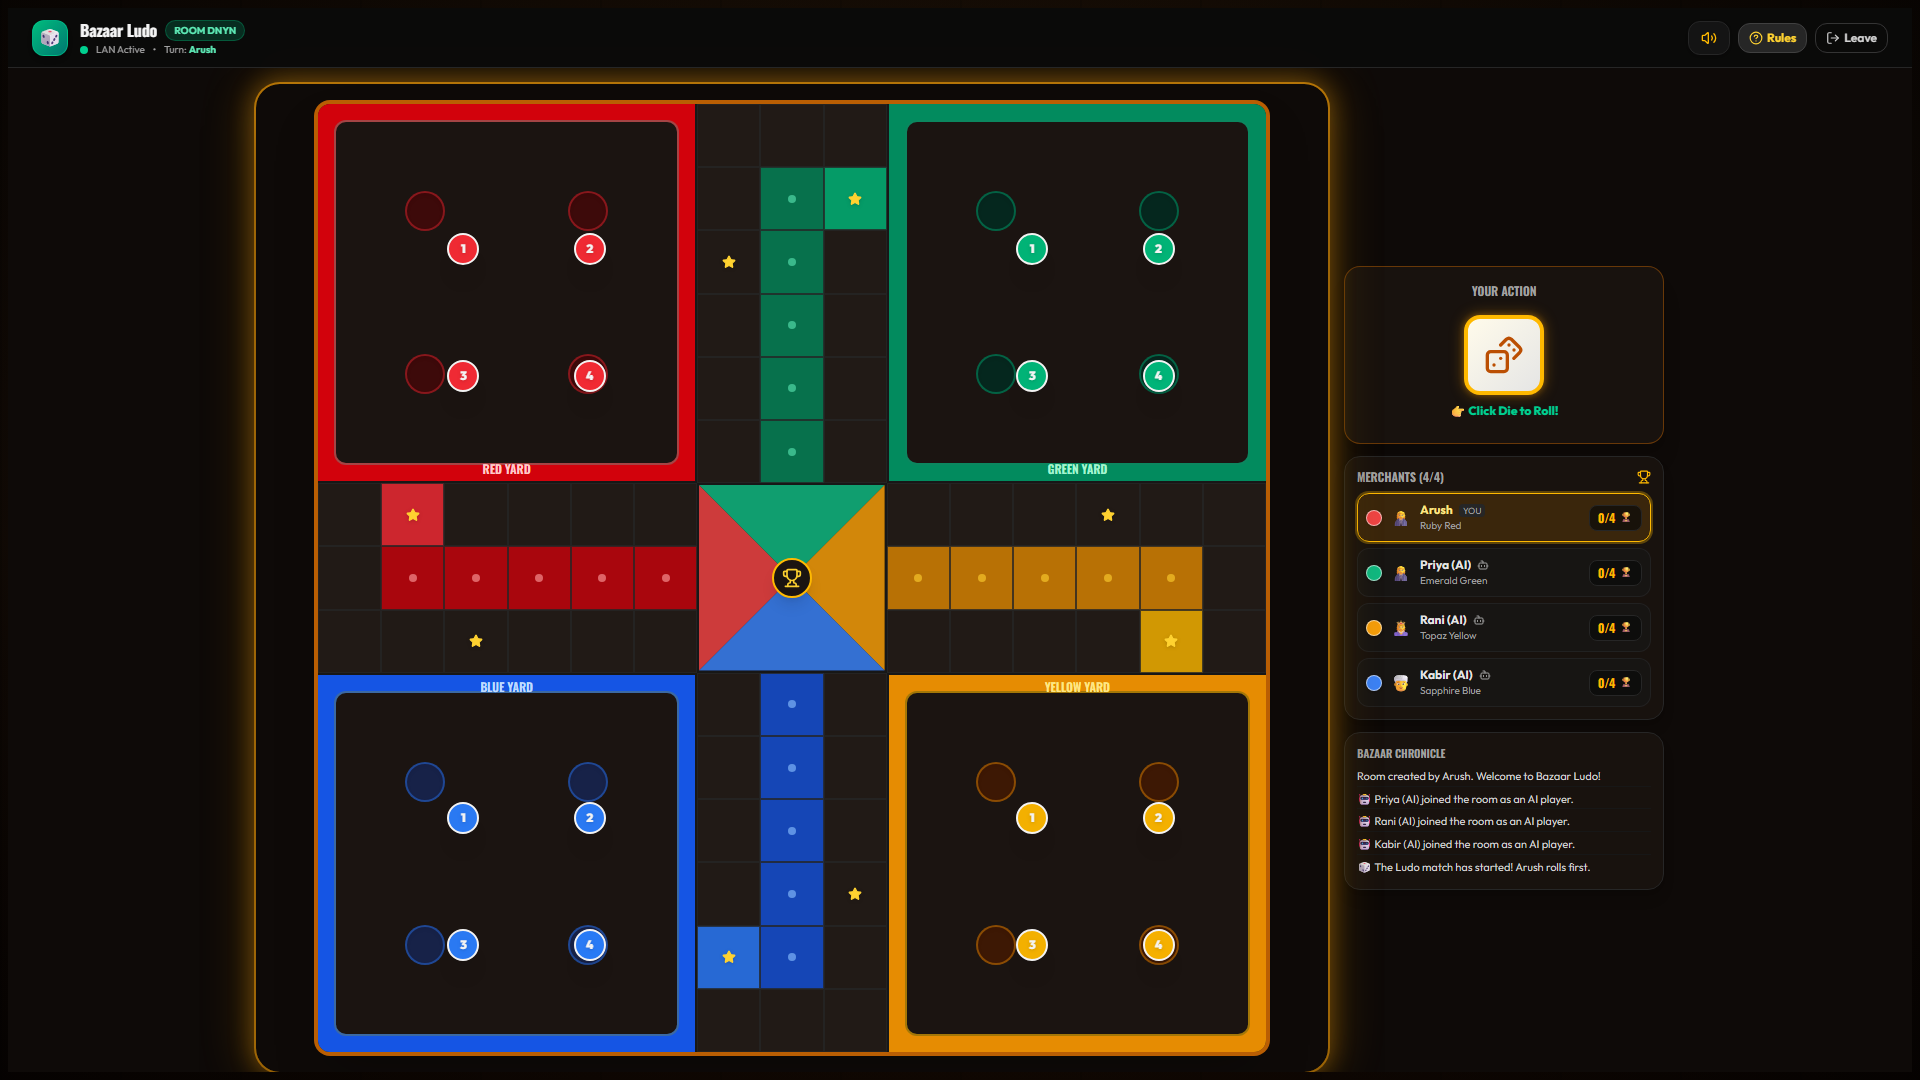 Bazaar Ludo
ROOM DNYN
LAN Active • Turn: Arush
Rules
Leave
1
2
3
4
RED YARD
1
2
3
4
GREEN YARD
BLUE YARD
1
2
3
4
YELLOW YARD
1
2
3
4
YOUR ACTION
Click Die to Roll!
MERCHANTS (4/4)
Arush YOU
Ruby Red
0/4
Priya (AI)
Emerald Green
0/4
Rani (AI)
Topaz Yellow
0/4
Kabir (AI)
Sapphire Blue
0/4
BAZAAR CHRONICLE
Room created by Arush. Welcome to Bazaar Ludo!
Priya (AI) joined the room as an AI player.
Rani (AI) joined the room as an AI player.
Kabir (AI) joined the room as an AI player.
The Ludo match has started! Arush rolls first.